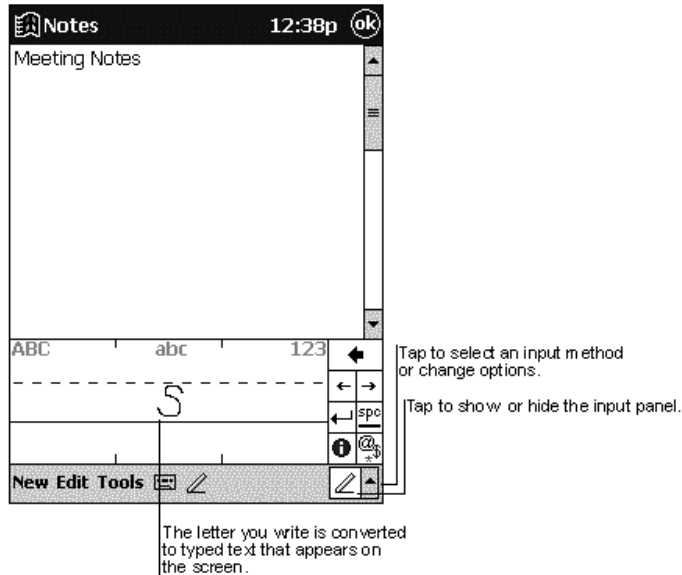 Notes 12:38p ok
Meeting Notes
ABC abc 123
S
spc
@$*
New Edit Tools
Tap to select an input method
or change options.
Tap to show or hide the input panel.
The letter you write is converted
to typed text that appears on
the screen.